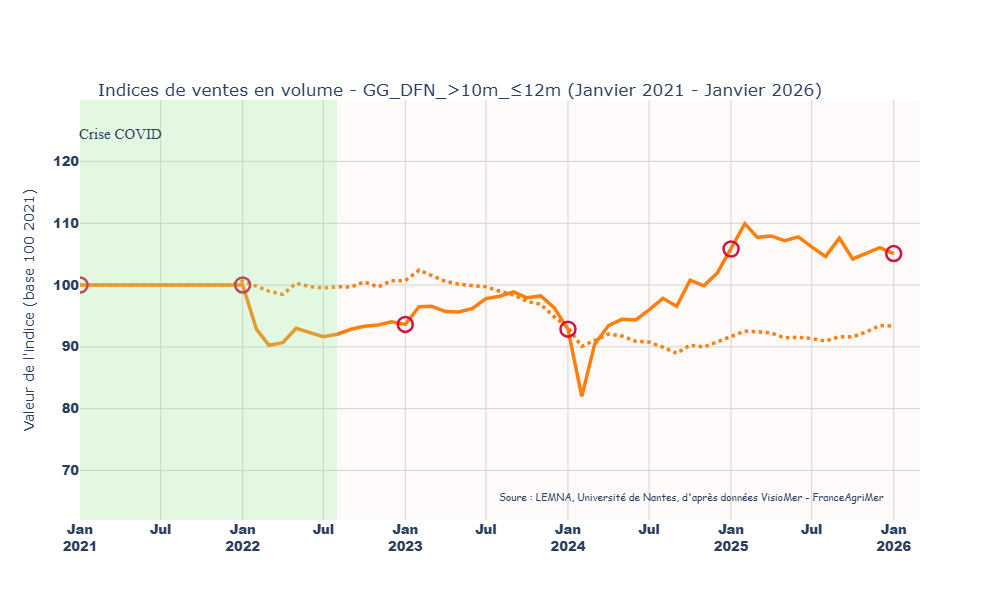 Indices de ventes en volume - GG_DFN_>10m_≤12m (Janvier 2021 - Janvier 2026)
Crise COVID
Valeur de l'indice (base 100 2021)
120
110
100
90
80
70
Soure : LEMNA, Université de Nantes, d'après données VisioMer - FranceAgriMer
Jan Jul Jan Jul Jan Jul Jan Jul Jan Jul Jan
2021 2022 2023 2024 2025 2026